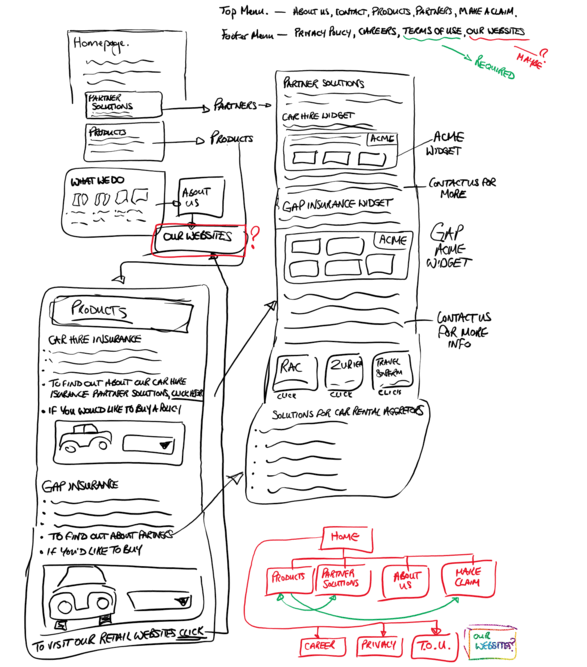 TOP MENU. — ABOUT US, CONTACT, PRODUCTS, PARTNERS, MAKE A CLAIM.
FOOTER MENU — PRIVACY POLICY, CAREERS, TERMS OF USE, OUR WEBSITES
REQUIRED
MAYBE?
Homepage.
PARTNER
SOLUTIONS
PARTNERS
PRODUCTS
PRODUCTS
WHAT WE DO
ABOUT
US
OUR WEBSITES ?
PARTNER SOLUTIONS
CAR HIRE WIDGET
ACME
ACME
WIDGET
CONTACT US FOR
MORE
GAP INSURANCE WIDGET
ACME
GAP
ACME
WIDGET
CONTACT US
FOR MORE
INFO
RAC
CLICK
CLICK
TRAVEL
CLICK
SOLUTIONS FOR CAR RENTAL
PRODUCTS
CAR HIRE INSURANCE
TO FIND OUT ABOUT OUR CAR HIRE
PARTNER SOLUTIONS, CLICK HERE
IF YOU WOULD LIKE TO BUY A
GAP INSURANCE
TO FIND OUT ABOUT PARTNERS
IF YOU'D LIKE TO BUY
TO VISIT OUR RETAIL WEBSITES CLICK
HOME
PRODUCTS
PARTNER
SOLUTIONS
ABOUT
US
MAKE
CLAIM
CAREER
PRIVACY
T.O.U.
OUR
WEBSITES?